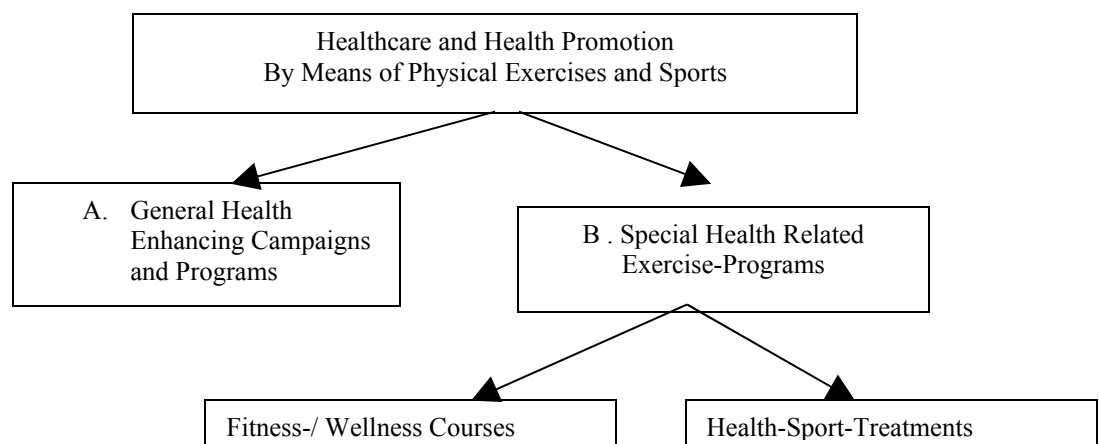 Healthcare and Health Promotion
By Means of Physical Exercises and Sports
A. General Health
Enhancing Campaigns
and Programs
B . Special Health Related
Exercise-Programs
Fitness-/ Wellness Courses
Health-Sport-Treatments